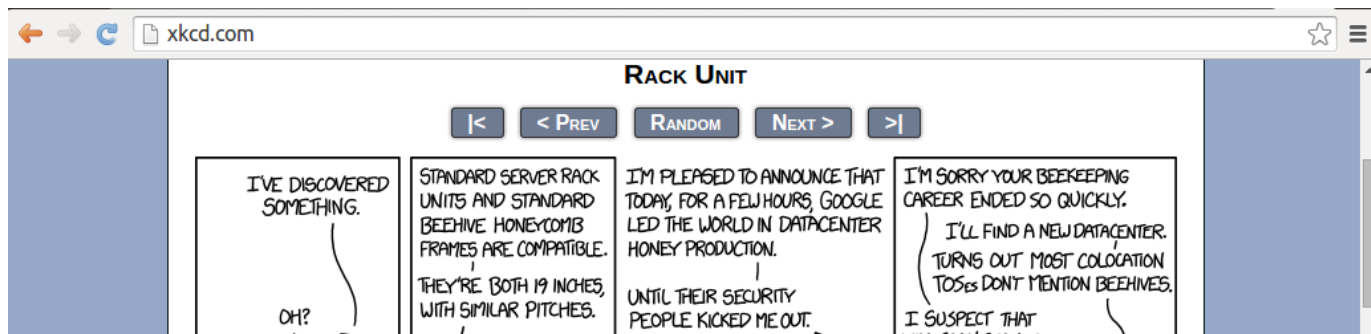 xkcd.com
RACK UNIT
|<
< PREV
RANDOM
NEXT >
>|
I'VE DISCOVERED
SOMETHING.
OH?
STANDARD SERVER RACK
UNITS AND STANDARD
BEEHIVE HONEYCOMB
FRAMES ARE COMPATIBLE.
THEY'RE BOTH 19 INCHES,
WITH SIMILAR PITCHES.
I'M PLEASED TO ANNOUNCE THAT
TODAY, FOR A FEW HOURS, GOOGLE
LED THE WORLD IN DATACENTER
HONEY PRODUCTION.
UNTIL THEIR SECURITY
PEOPLE KICKED ME OUT.
I'M SORRY YOUR BEEKEEPING
CAREER ENDED SO QUICKLY.
I'LL FIND A NEW DATACENTER.
TURNS OUT MOST COLOCATION
TOSes DON'T MENTION BEEHIVES.
I SUSPECT THAT